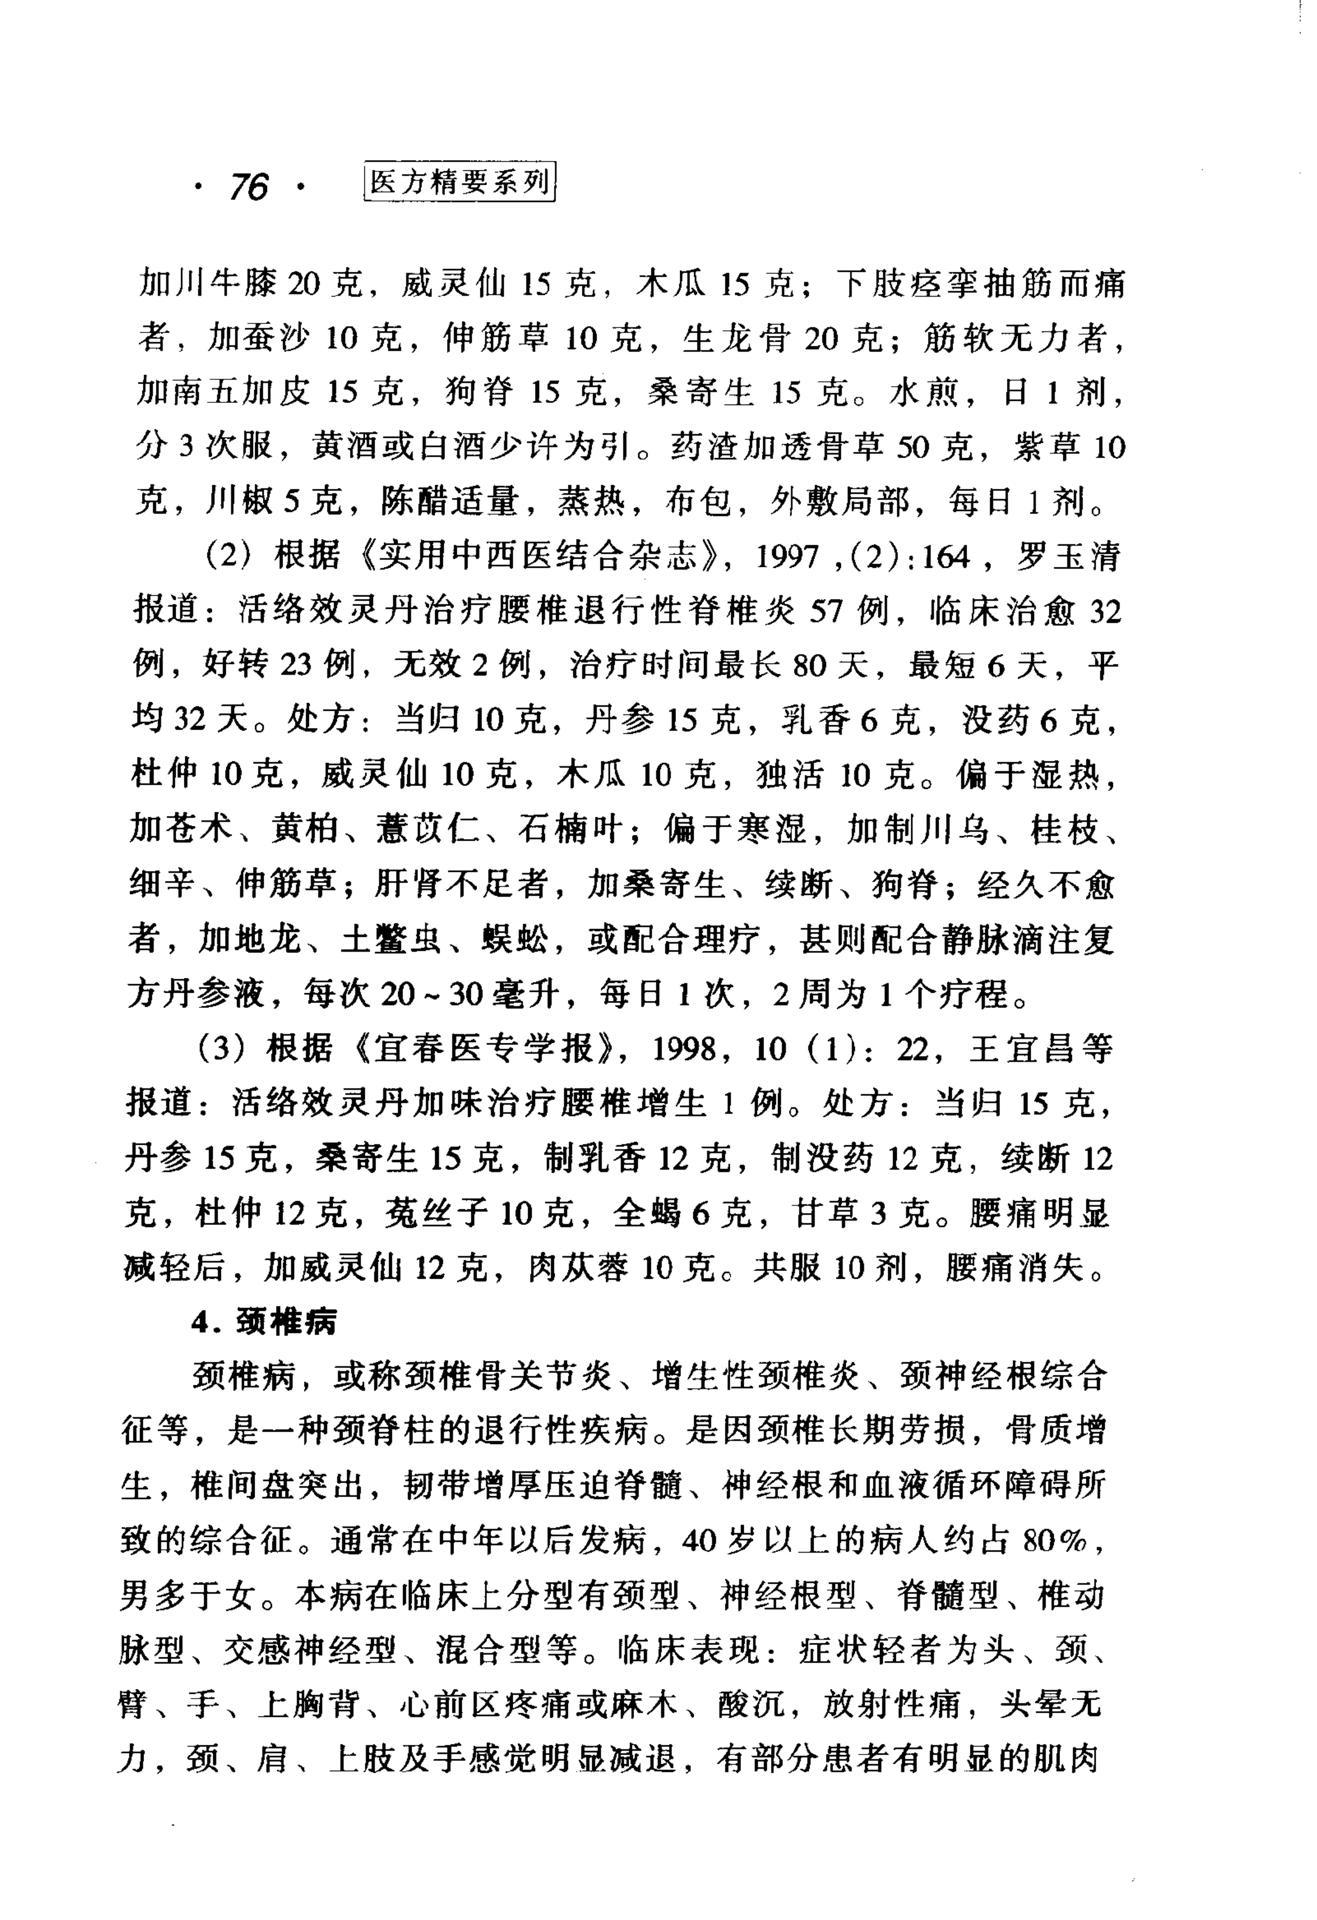 · 76 · 医方精要系列
加川牛膝 20 克，威灵仙 15 克，木瓜 15 克；下肢痉挛抽筋而痛
者，加蚕沙 10 克，伸筋草 10 克，生龙骨 20 克；筋软无力者，
加南五加皮 15 克，狗脊 15 克，桑寄生 15 克。水煎，日 1 剂，
分 3 次服，黄酒或白酒少许为引。药渣加透骨草 50 克，紫草 10
克，川椒 5 克，陈醋适量，蒸热，布包，外敷局部，每日 1 剂。
(2) 根据《实用中西医结合杂志》，1997 ,(2):164 ，罗玉清
报道：活络效灵丹治疗腰椎退行性脊椎炎 57 例，临床治愈 32
例，好转 23 例，无效 2 例，治疗时间最长 80 天，最短 6 天，平
均 32 天。处方：当归 10 克，丹参 15 克，乳香 6 克，没药 6 克，
杜仲 10 克，威灵仙 10 克，木瓜 10 克，独活 10 克。偏于湿热，
加苍术、黄柏、薏苡仁、石楠叶；偏于寒湿，加制川乌、桂枝、
细辛、伸筋草；肝肾不足者，加桑寄生、续断、狗脊；经久不愈
者，加地龙、土鳖虫、蜈蚣，或配合理疗，甚则配合静脉滴注复
方丹参液，每次 20～30 毫升，每日 1 次，2 周为 1 个疗程。
(3) 根据《宜春医专学报》，1998，10 (1)：22，王宜昌等
报道：活络效灵丹加味治疗腰椎增生 1 例。处方：当归 15 克，
丹参 15 克，桑寄生 15 克，制乳香 12 克，制没药 12 克，续断 12
克，杜仲 12 克，菟丝子 10 克，全蝎 6 克，甘草 3 克。腰痛明显
减轻后，加威灵仙 12 克，肉苁蓉 10 克。共服 10 剂，腰痛消失。
4. 颈椎病
颈椎病，或称颈椎骨关节炎、增生性颈椎炎、颈神经根综合
征等，是一种颈脊柱的退行性疾病。是因颈椎长期劳损，骨质增
生，椎间盘突出，韧带增厚压迫脊髓、神经根和血液循环障碍所
致的综合征。通常在中年以后发病，40 岁以上的病人约占 80%，
男多于女。本病在临床上分型有颈型、神经根型、脊髓型、椎动
脉型、交感神经型、混合型等。临床表现：症状轻者为头、颈、
臂、手、上胸背、心前区疼痛或麻木、酸沉，放射性痛，头晕无
力，颈、肩、上肢及手感觉明显减退，有部分患者有明显的肌肉